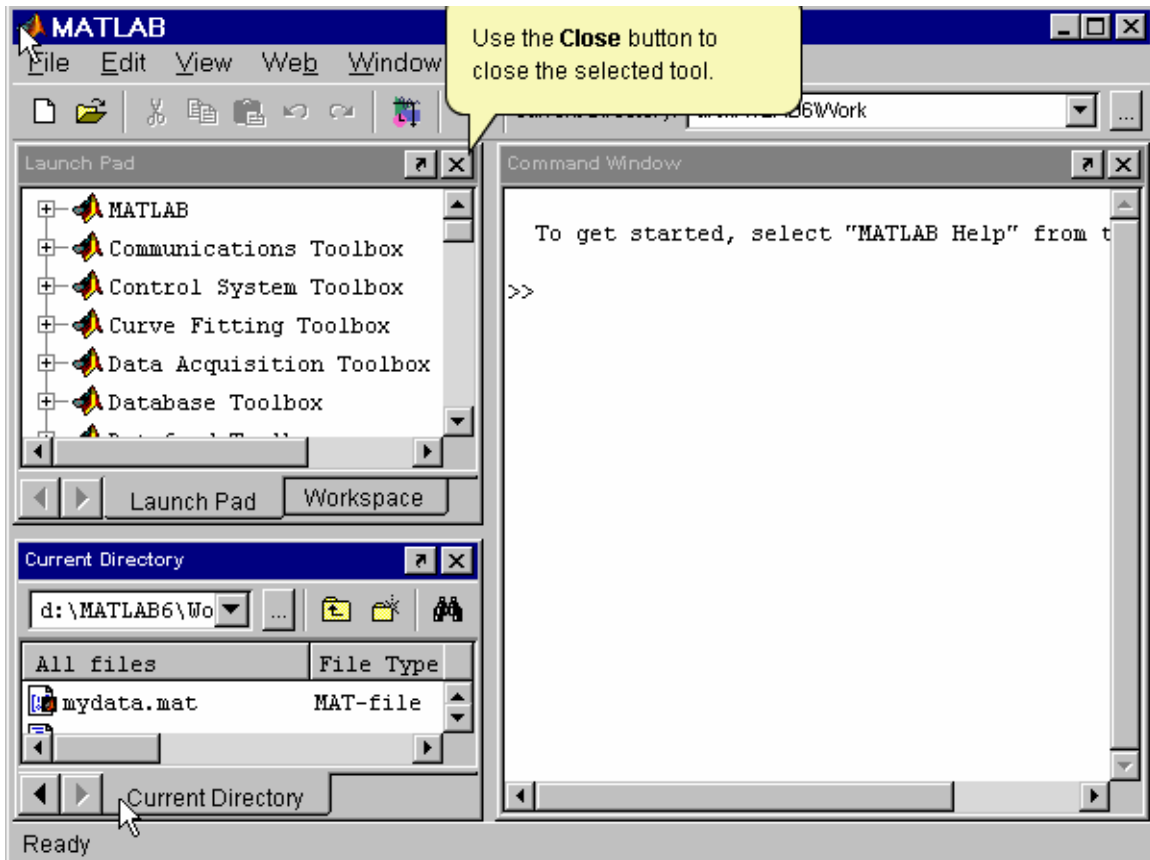 MATLAB
Use the Close button to
close the selected tool.
File Edit View Web Window
Work
...
Launch Pad
Command Window
MATLAB
Communications Toolbox
Control System Toolbox
Curve Fitting Toolbox
Data Acquisition Toolbox
Database Toolbox
Launch Pad Workspace
To get started, select "MATLAB Help" from t
>>
Current Directory
d:\MATLAB6\Wo ...
All files File Type
mydata.mat MAT-file
Current Directory
Ready